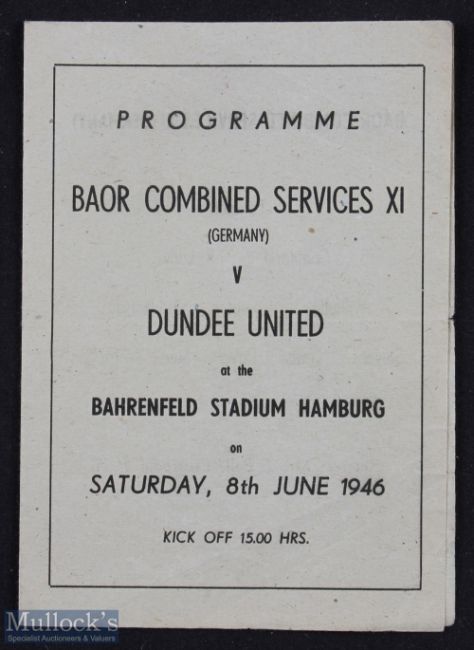 PROGRAMME
BAOR COMBINED SERVICES XI
(GERMANY)
V
DUNDEE UNITED
at the
BAHRENFELD STADIUM HAMBURG
on
SATURDAY, 8th JUNE 1946
KICK OFF 15.00 HRS.
Mullock's
Specialist Auctioneers & Valuers